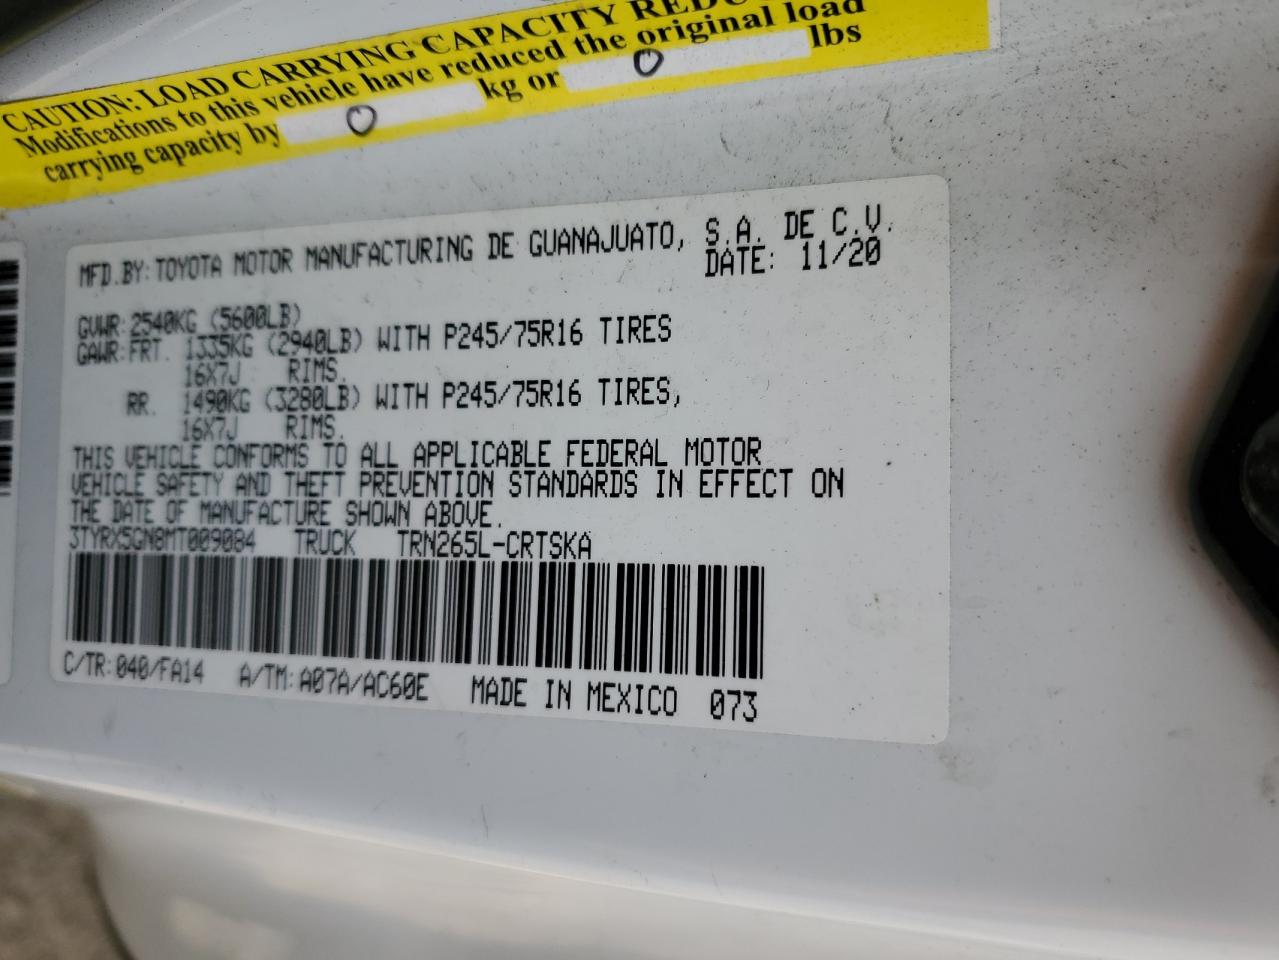 CAUTION: LOAD CARRYING CAPACITY
Modifications to this vehicle have reduced the original load
carrying capacity by 0 kg or 0 lbs
MFD.BY:TOYOTA MOTOR MANUFACTURING DE GUANAJUATO, S.A. DE C.V.
DATE: 11/20
GVWR:2540KG (5600LB)
GAWR:FRT. 1335KG (2940LB) WITH P245/75R16 TIRES
16X7J RIMS.
RR. 1490KG (3280LB) WITH P245/75R16 TIRES,
16X7J RIMS.
THIS VEHICLE CONFORMS TO ALL APPLICABLE FEDERAL MOTOR
VEHICLE SAFETY AND THEFT PREVENTION STANDARDS IN EFFECT ON
THE DATE OF MANUFACTURE SHOWN ABOVE.
3TYRX5GN8MT009084 TRUCK TRN265L-CRTSKA
C/TR:040/FA14 A/TM:A07A/AC60E MADE IN MEXICO 073